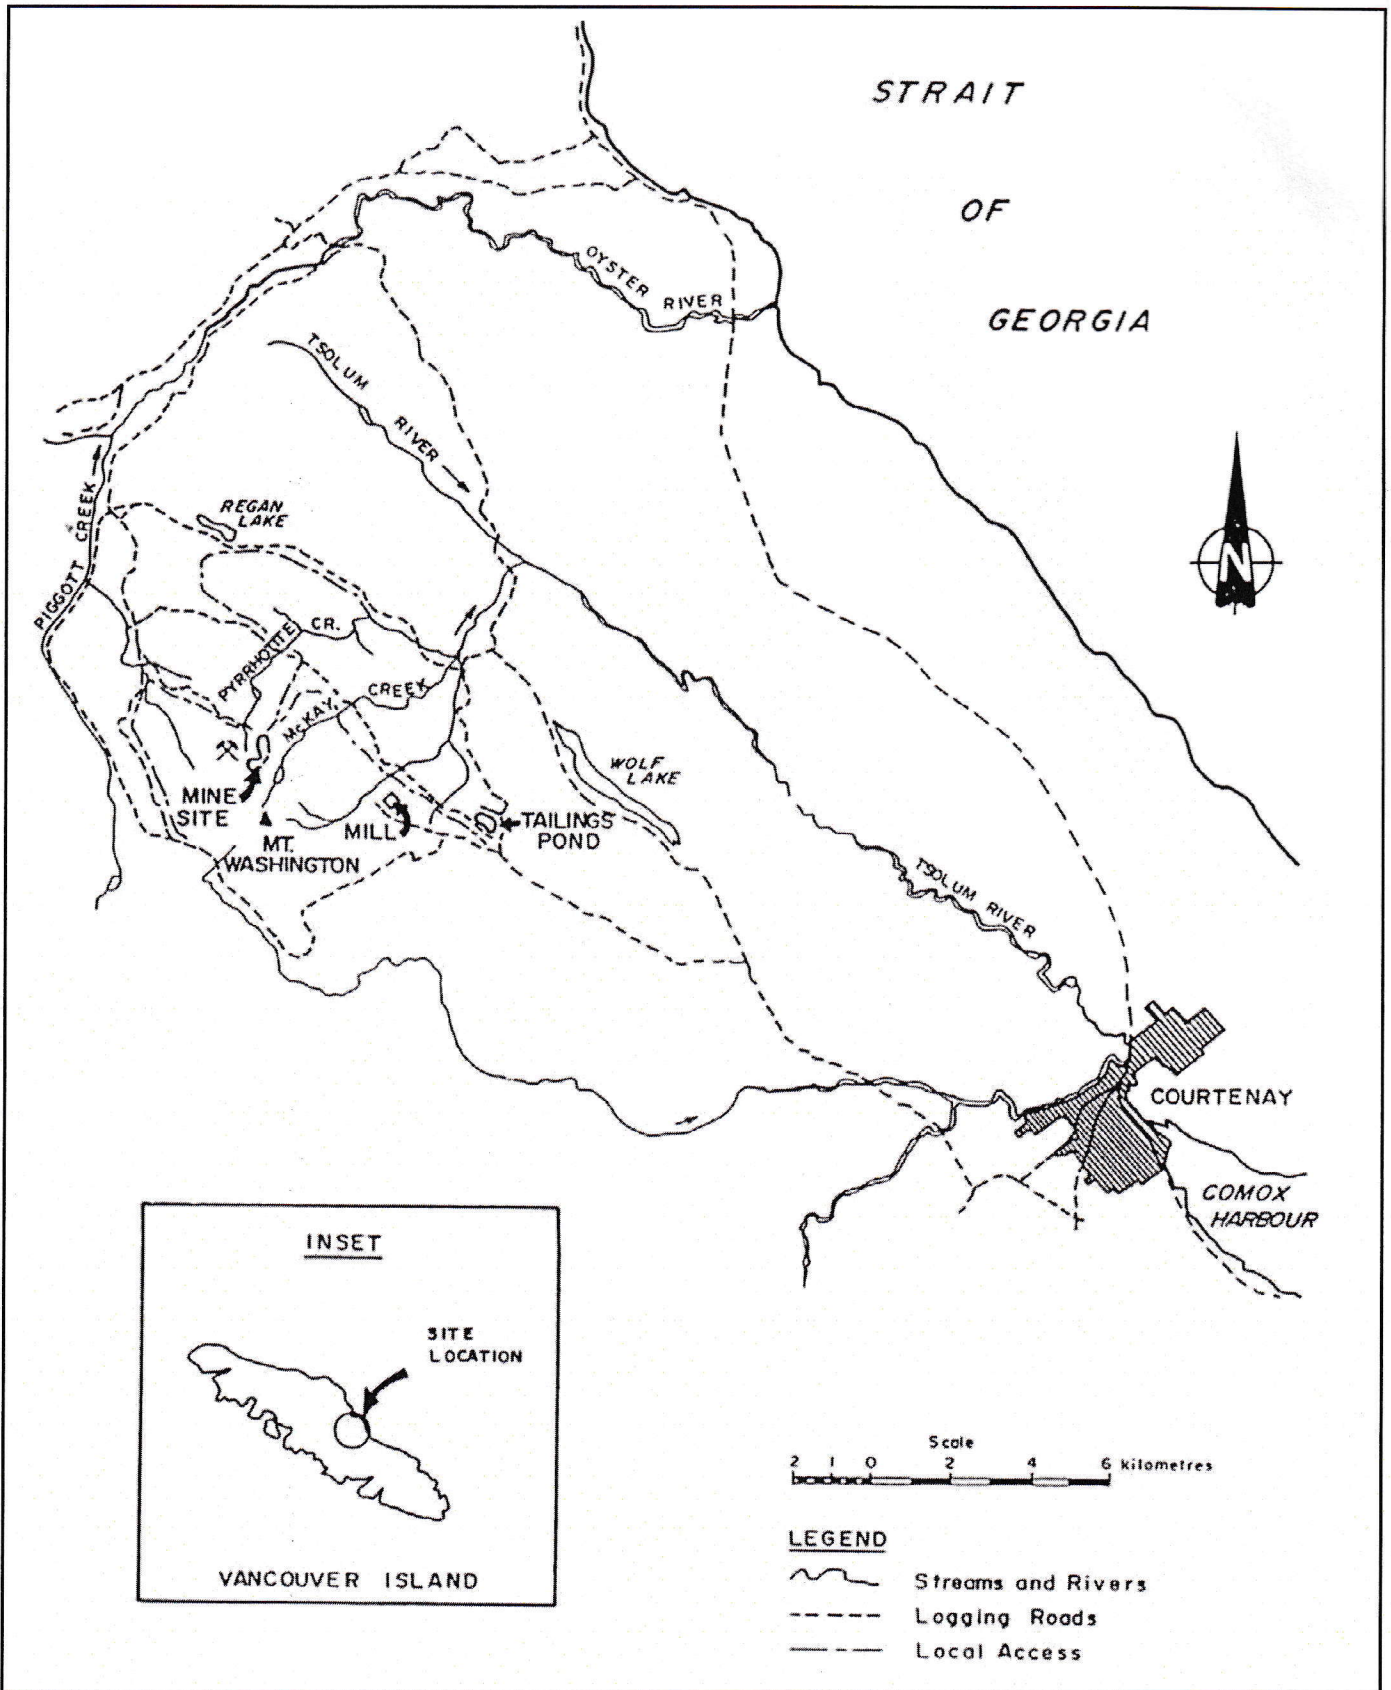 STRAIT
OF
GEORGIA
OYSTER RIVER
TSOLUM RIVER
REGAN
LAKE
PIGGOTT CREEK
PYRRHOTITE CR.
McKAY CREEK
N
WOLF
LAKE
MINE
SITE
MT.
WASHINGTON
MILL
TAILINGS
POND
TSOLUM RIVER
COURTENAY
COMOX
HARBOUR
INSET
SITE
LOCATION
VANCOUVER ISLAND
Scale
2 1 0 2 4 6 kilometres
LEGEND
Streams and Rivers
Logging Roads
Local Access